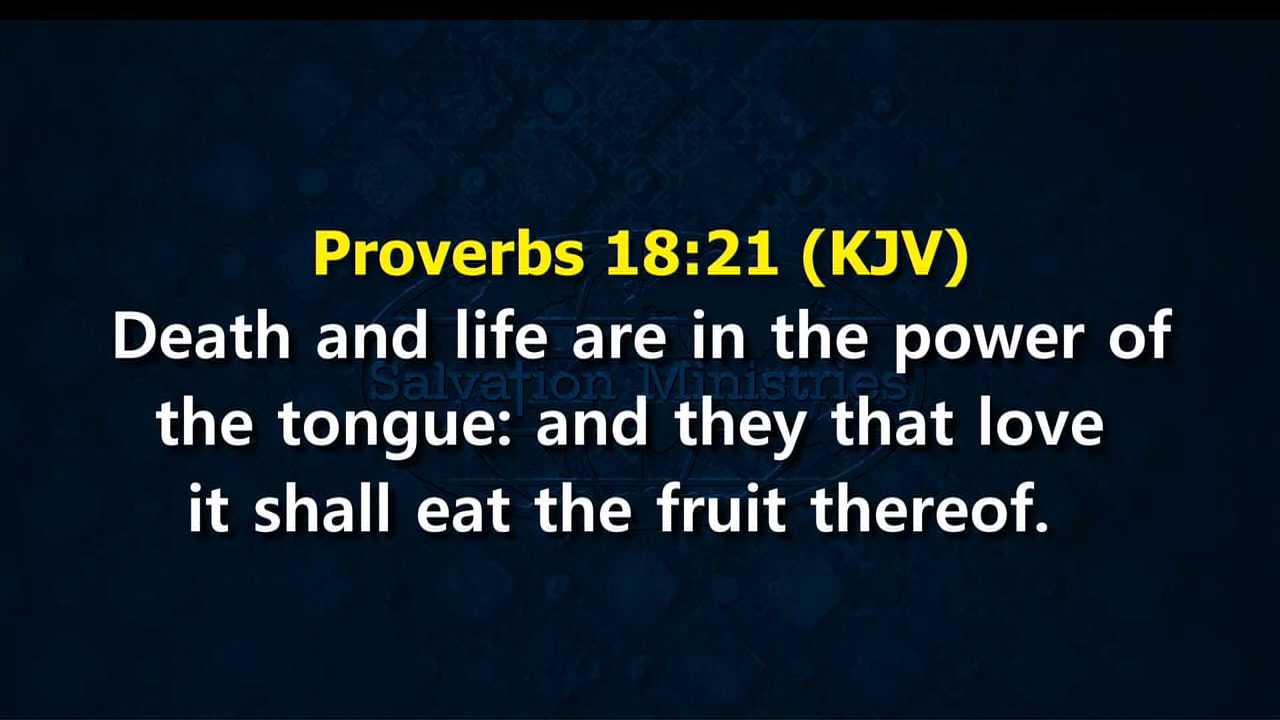 Proverbs 18:21 (KJV)
Death and life are in the power of
Salvation Ministries
the tongue: and they that love
it shall eat the fruit thereof.